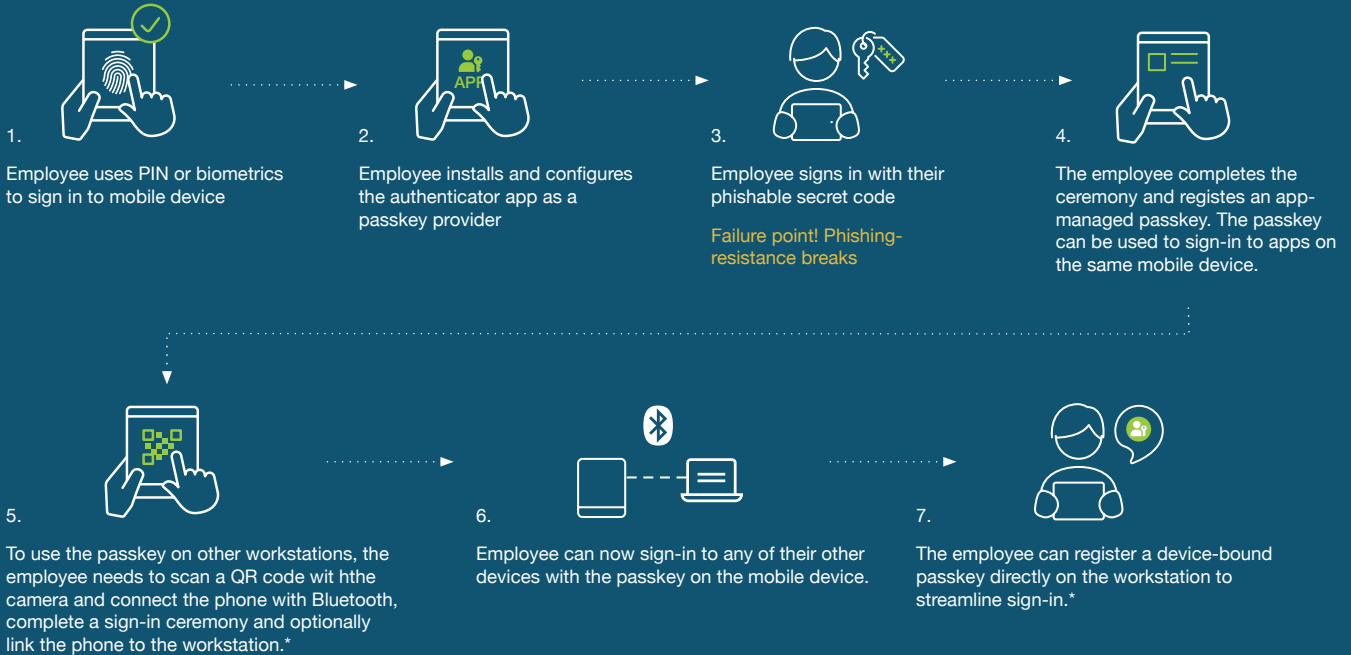 APP
1.
Employee uses PIN or biometrics
to sign in to mobile device
2.
Employee installs and configures
the authenticator app as a
passkey provider
3.
Employee signs in with their
phishable secret code
Failure point! Phishing-
resistance breaks
4.
The employee completes the
ceremony and registes an app-
managed passkey. The passkey
can be used to sign-in to apps on
the same mobile device.
5.
To use the passkey on other workstations, the
employee needs to scan a QR code wit hthe
camera and connect the phone with Bluetooth,
complete a sign-in ceremony and optionally
link the phone to the workstation.*
6.
Employee can now sign-in to any of their other
devices with the passkey on the mobile device.
7.
The employee can register a device-bound
passkey directly on the workstation to
streamline sign-in.*